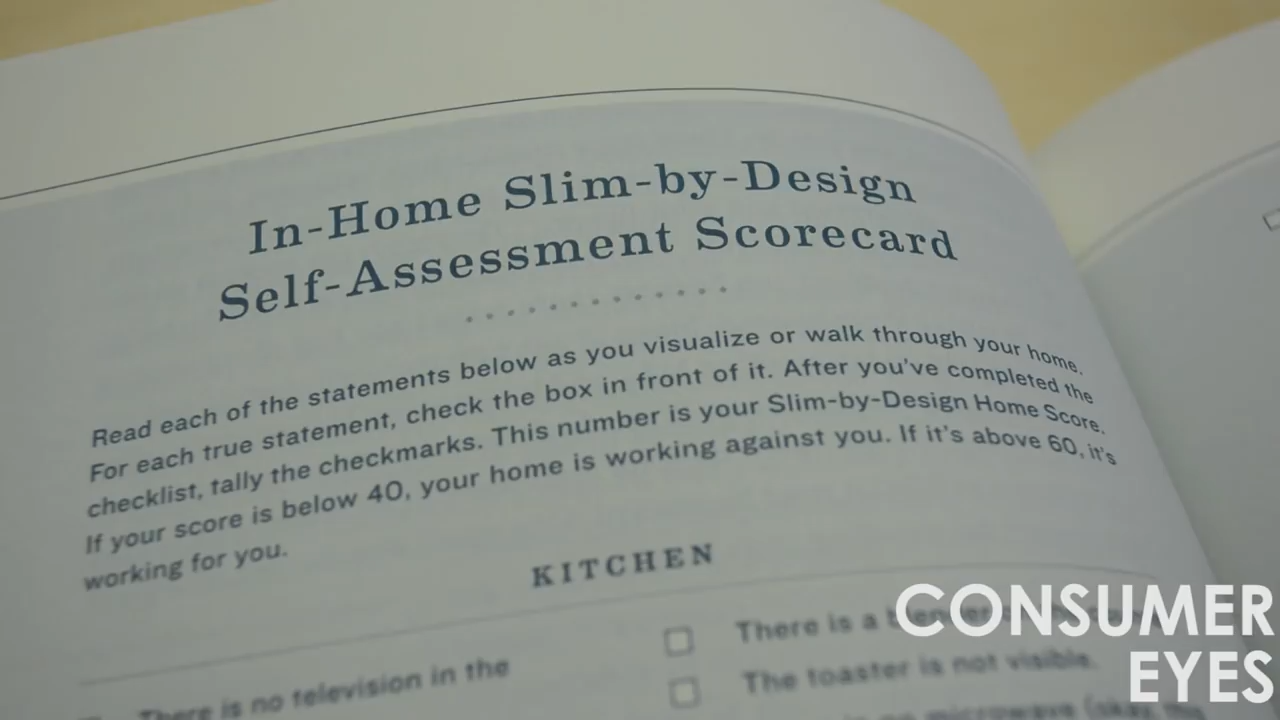 In-Home Slim-by-Design
Self-Assessment Scorecard
Read each of the statements below as you visualize or walk through your home.
For each true statement, check the box in front of it. After you've completed the
checklist, tally the checkmarks. This number is your Slim-by-Design Home Score.
If your score is below 40, your home is working against you. If it's above 60, it's
working for you.
KITCHEN
There is no television in the
There is a
The toaster is not visible.
microwave
CONSUMER
EYES